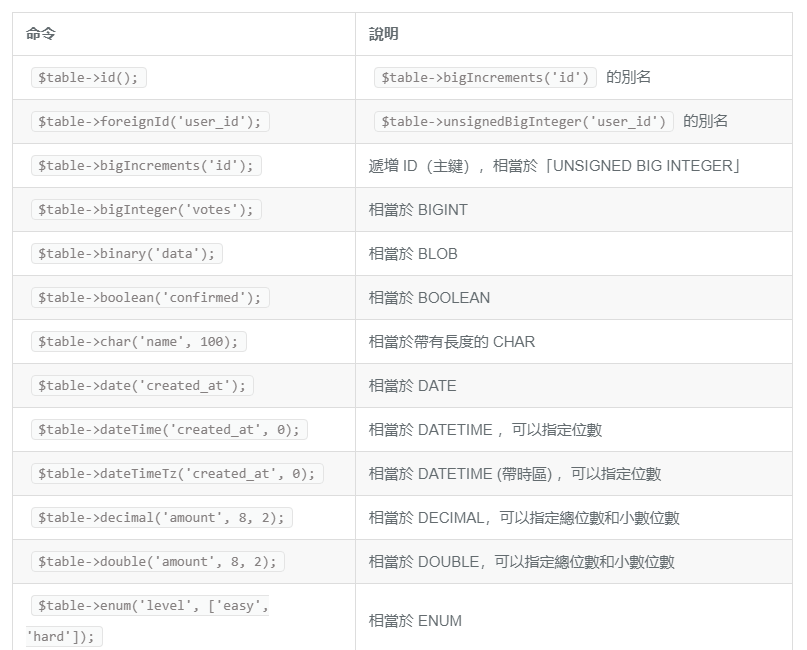 命令 說明
$table->id(); $table->bigIncrements('id') 的別名
$table->foreignId('user_id'); $table->unsignedBigInteger('user_id') 的別名
$table->bigIncrements('id'); 遞增 ID（主鍵），相當於「UNSIGNED BIG INTEGER」
$table->bigInteger('votes'); 相當於 BIGINT
$table->binary('data'); 相當於 BLOB
$table->boolean('confirmed'); 相當於 BOOLEAN
$table->char('name', 100); 相當於帶有長度的 CHAR
$table->date('created_at'); 相當於 DATE
$table->dateTime('created_at', 0); 相當於 DATETIME ，可以指定位數
$table->dateTimeTz('created_at', 0); 相當於 DATETIME (帶時區) ，可以指定位數
$table->decimal('amount', 8, 2); 相當於 DECIMAL，可以指定總位數和小數位數
$table->double('amount', 8, 2); 相當於 DOUBLE，可以指定總位數和小數位數
$table->enum('level', ['easy',
'hard']); 相當於 ENUM